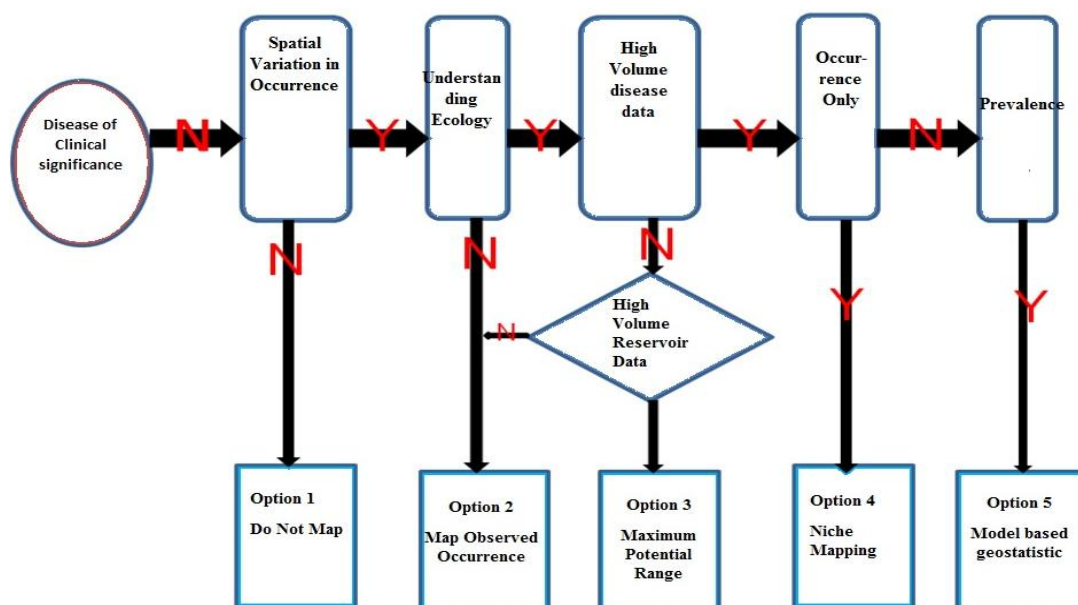 Disease of
Clinical
significance
N
Spatial
Variation in
Occurrence
Y
Understan
ding
Ecology
Y
High
Volume
disease
data
Y
Occur-
rence
Only
N
Prevalence
N
N
N
Y
Y
High
Volume
Reservoir
Data
N
Option 1
Do Not Map
Option 2
Map Observed
Occurrence
Option 3
Maximum
Potential
Range
Option 4
Niche
Mapping
Option 5
Model based
geostatistic